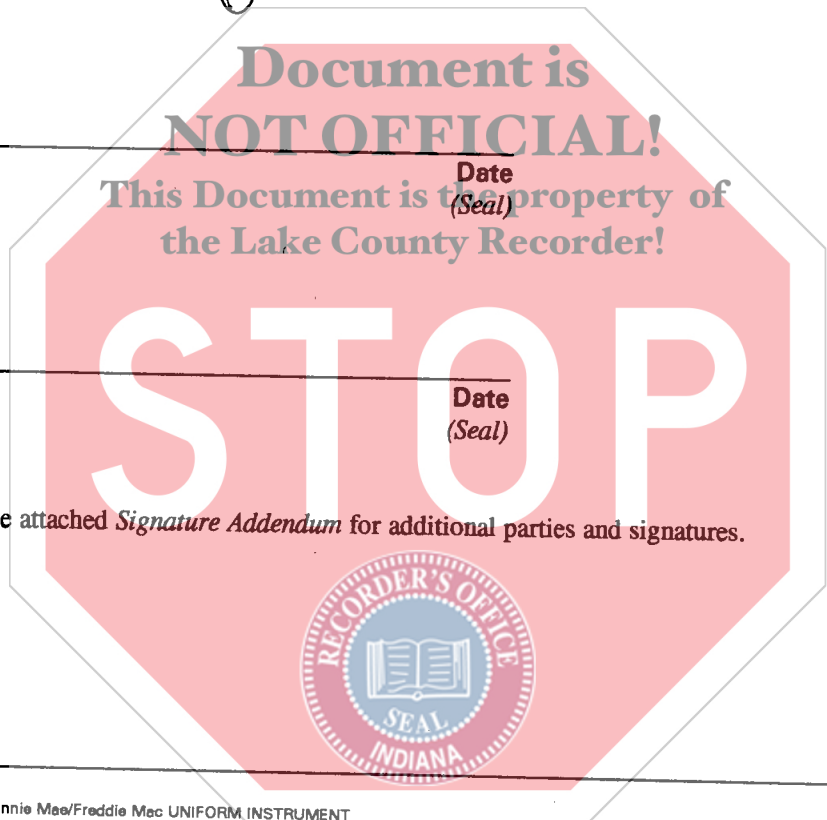 Document is
NOT OFFICIAL!
Date
This Document is the property of
(Seal)
the Lake County Recorder!
STOP
Date
(Seal)
e attached Signature Addendum for additional parties and signatures.
RECORDER'S OFFICE
SEAL
INDIANA
nnie Mae/Freddie Mac UNIFORM INSTRUMENT